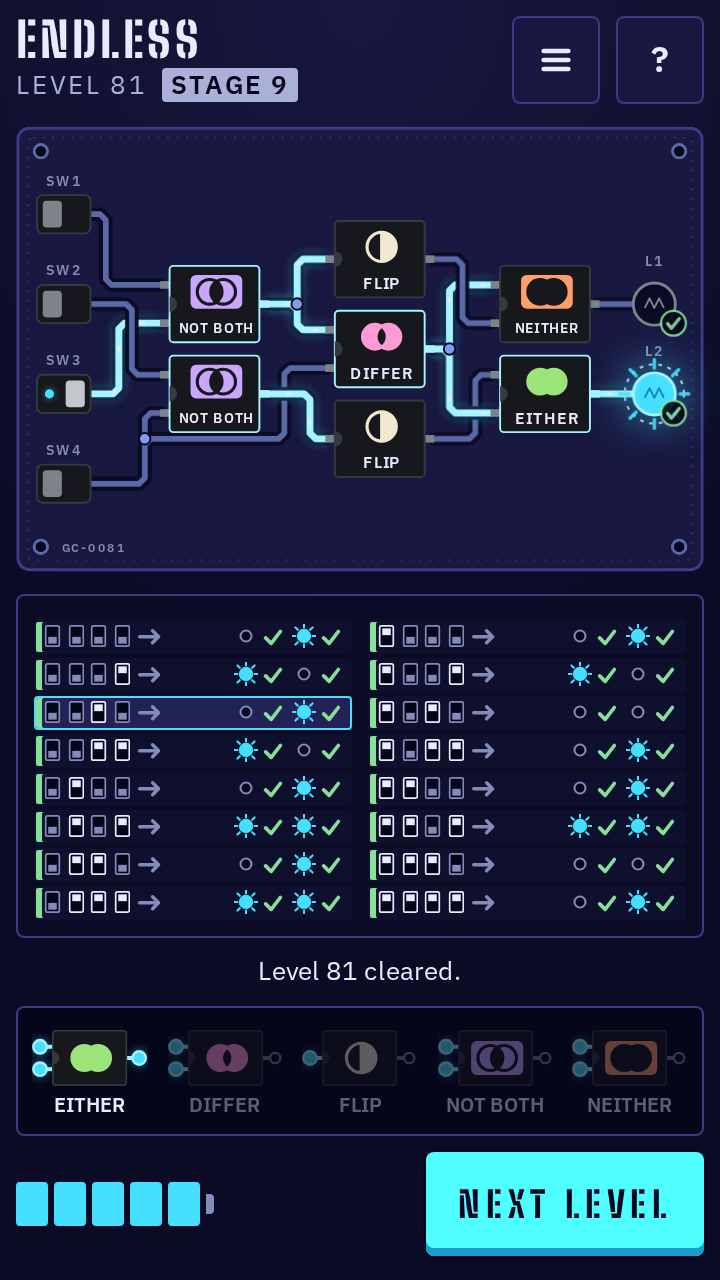 ENDLESS
LEVEL 81 STAGE 9
?
SW1
SW2
SW3
SW4
NOT BOTH
NOT BOTH
FLIP
DIFFER
FLIP
NEITHER
EITHER
L1
L2
GC-0081
Level 81 cleared.
EITHER DIFFER FLIP NOT BOTH NEITHER
NEXT LEVEL